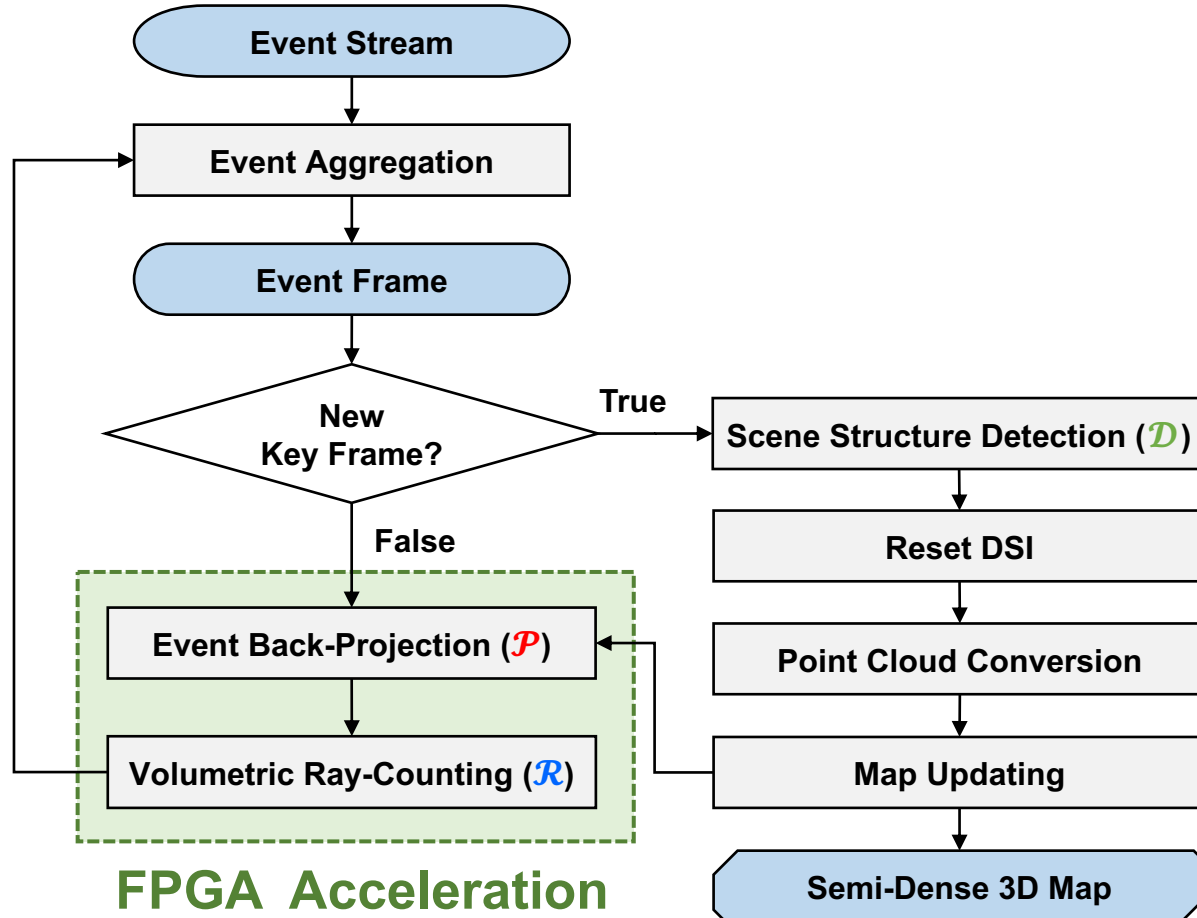 Event Stream
Event Aggregation
Event Frame
New
Key Frame?
True
False
Scene Structure Detection (𝒟)
Reset DSI
Point Cloud Conversion
Map Updating
Semi-Dense 3D Map
Event Back-Projection (𝒫)
Volumetric Ray-Counting (ℛ)
FPGA Acceleration